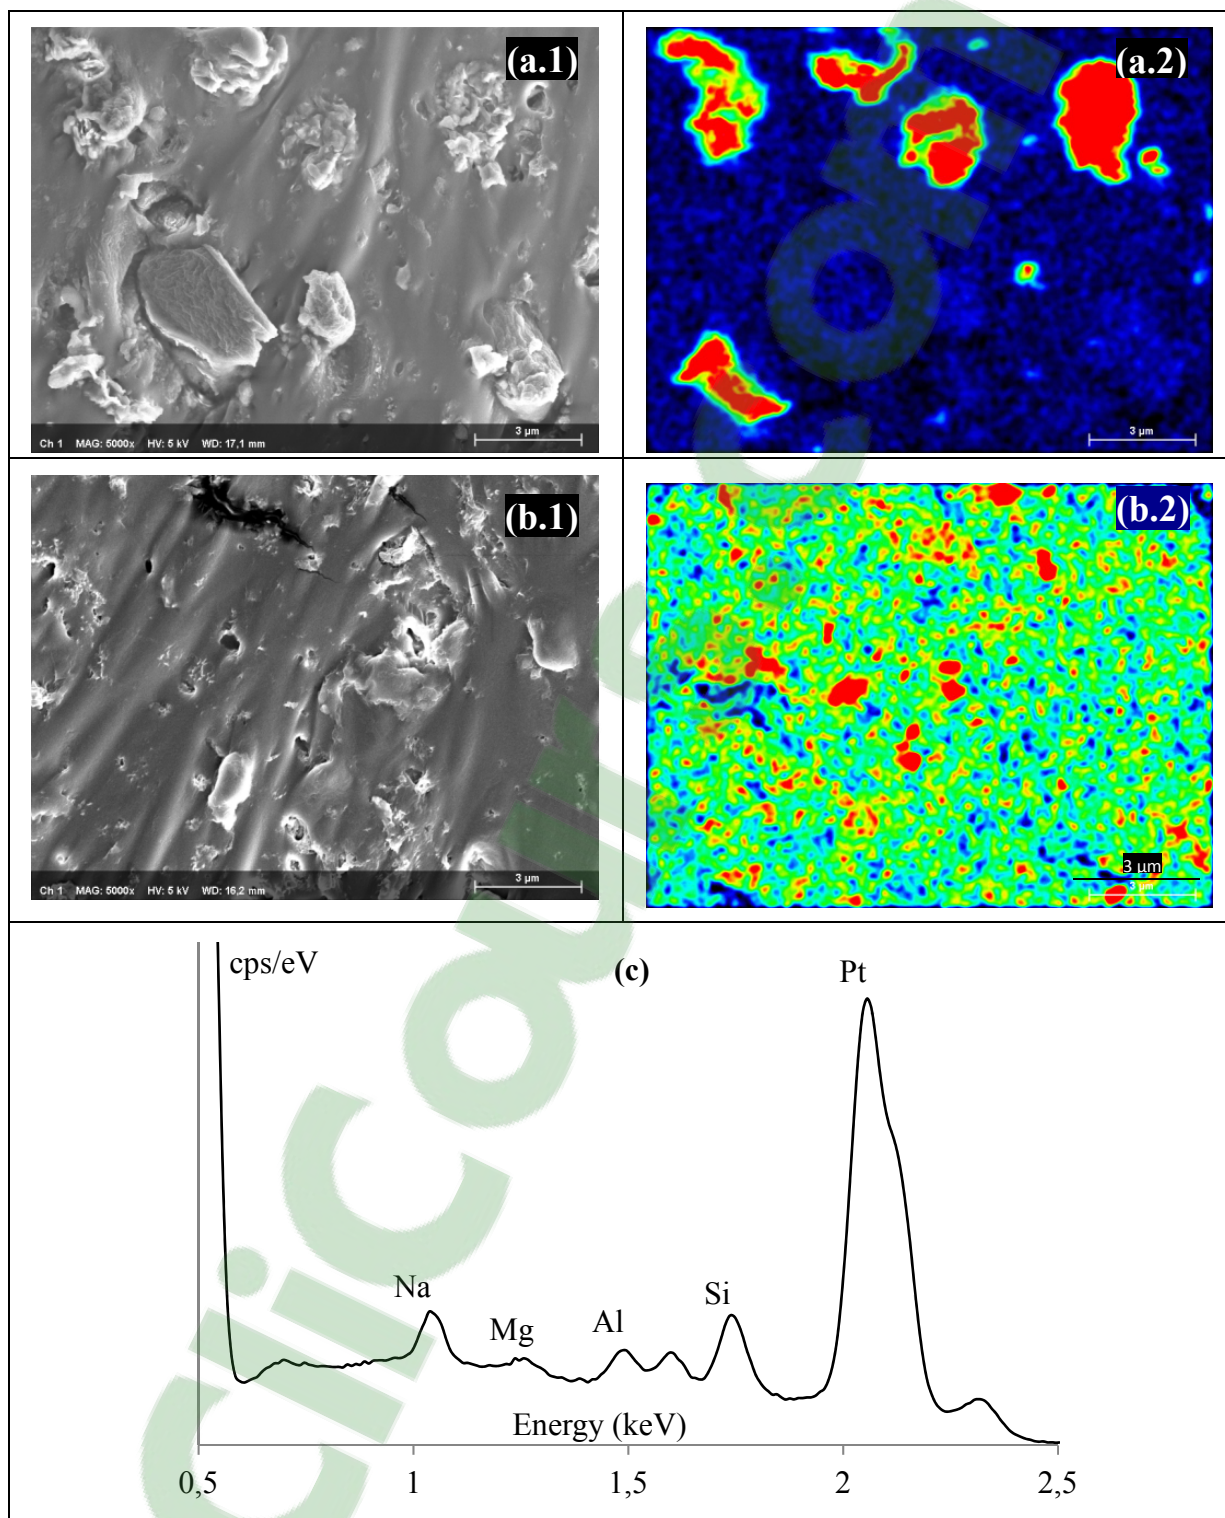 (a.1)
Ch 1 MAG: 5000x HV: 5 kV WD: 17,1 mm
3 µm
(a.2)
3 µm
(b.1)
Ch 1 MAG: 5000x HV: 5 kV WD: 16,2 mm
3 µm
(b.2)
3 µm
3 µm
cps/eV
(c)
Pt
Na
Mg
Al
Si
Energy (keV)
0,5 1 1,5 2 2,5
Clicours.com